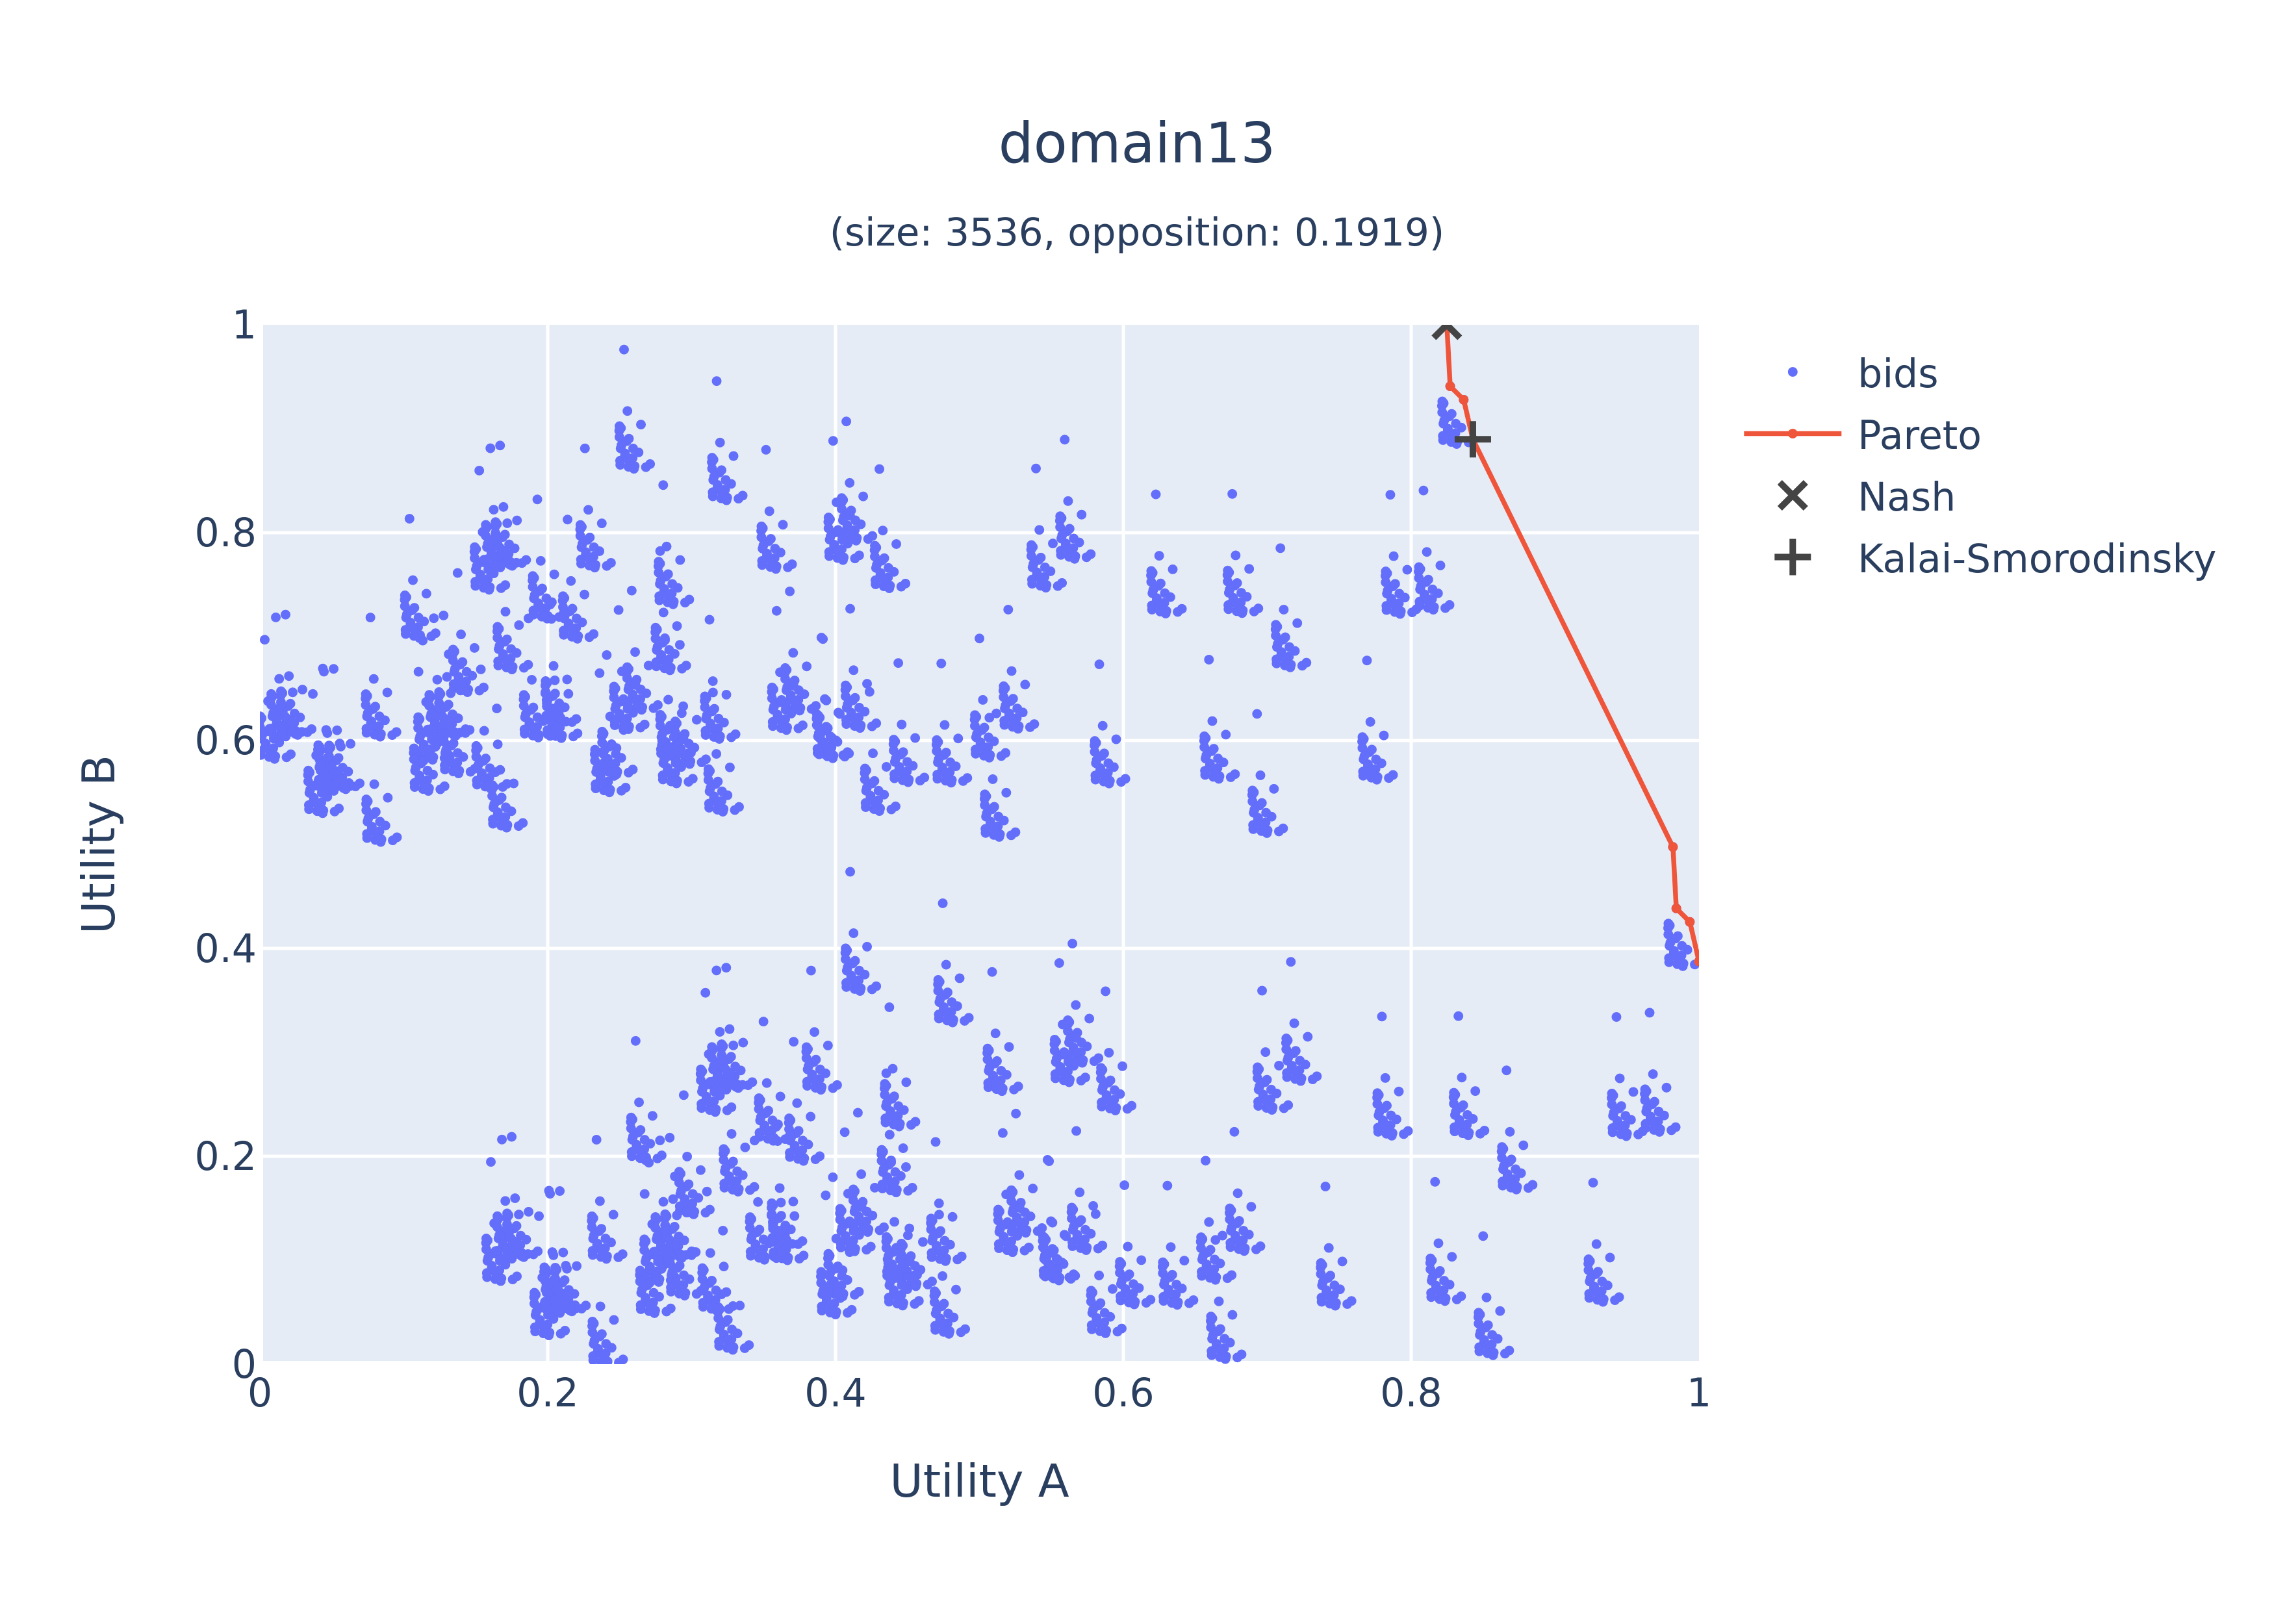 domain13
(size: 3536, opposition: 0.1919)
bids
Pareto
Nash
Kalai-Smorodinsky
Utility B
1
0.8
0.6
0.4
0.2
0
0 0.2 0.4 0.6 0.8 1
Utility A